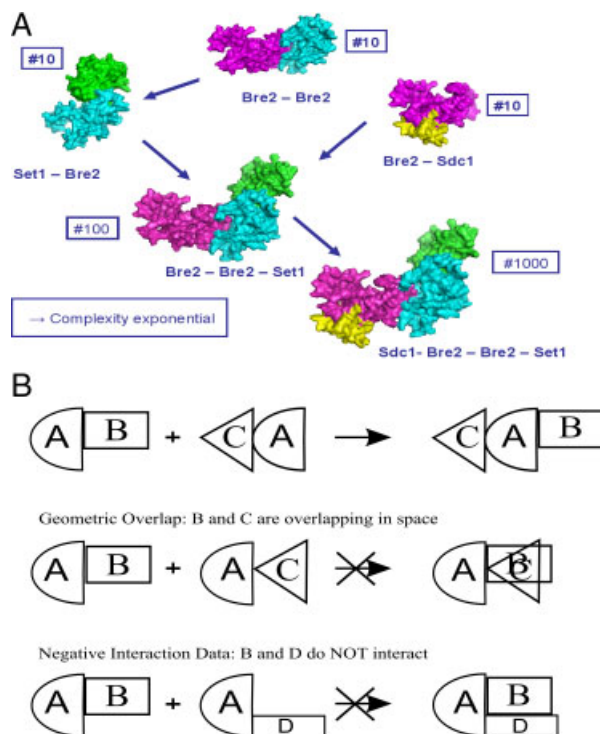 A
#10
#10
Bre2 – Bre2
#10
Set1 – Bre2
Bre2 – Sdc1
#100
Bre2 – Bre2 – Set1
#1000
→ Complexity exponential
Sdc1- Bre2 – Bre2 – Set1
B
A B + C A C A B
Geometric Overlap: B and C are overlapping in space
A B + A C A B C
Negative Interaction Data: B and D do NOT interact
A B + A D A B D